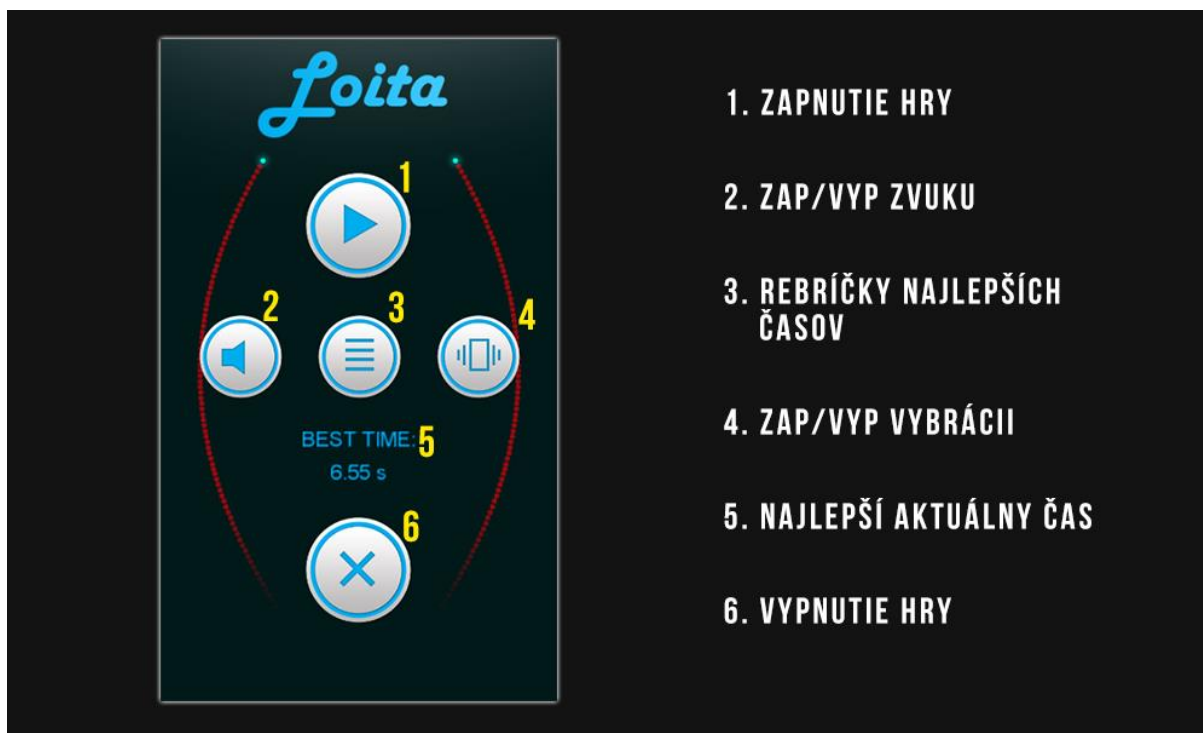 Loita
1
2
3
4
BEST TIME: 5
6.55 s
6
1. ZAPNUTIE HRY
2. ZAP/VYP ZVUKU
3. REBRÍČKY NAJLEPŠÍCH
ČASOV
4. ZAP/VYP VYBRÁCII
5. NAJLEPŠÍ AKTUÁLNY ČAS
6. VYPNUTIE HRY